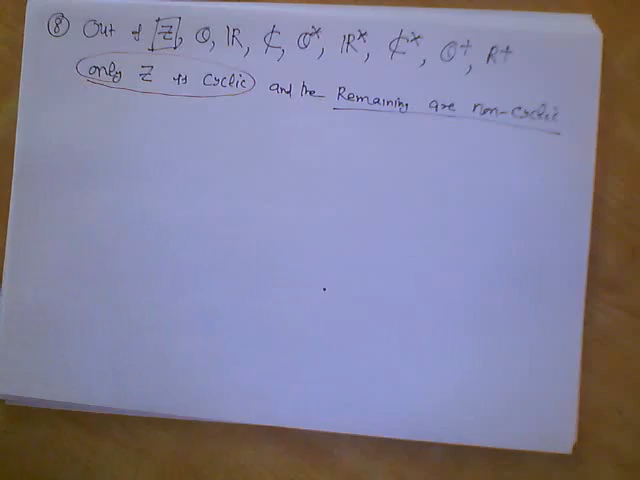 ⑧ Out of Z, Q, IR, ₵, Q*, IR*, ₵*, Q+, R+
only Z is cyclic and the Remaining are non-cyclic